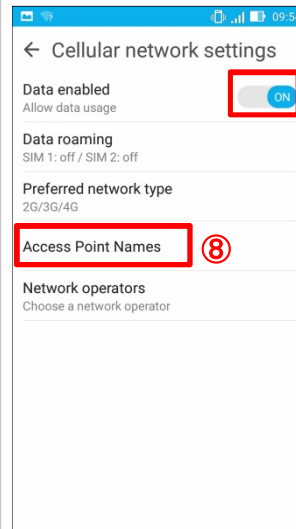 09:54
← Cellular network settings
Data enabled
Allow data usage
ON
Data roaming
SIM 1: off / SIM 2: off
Preferred network type
2G/3G/4G
Access Point Names
⑧
Network operators
Choose a network operator